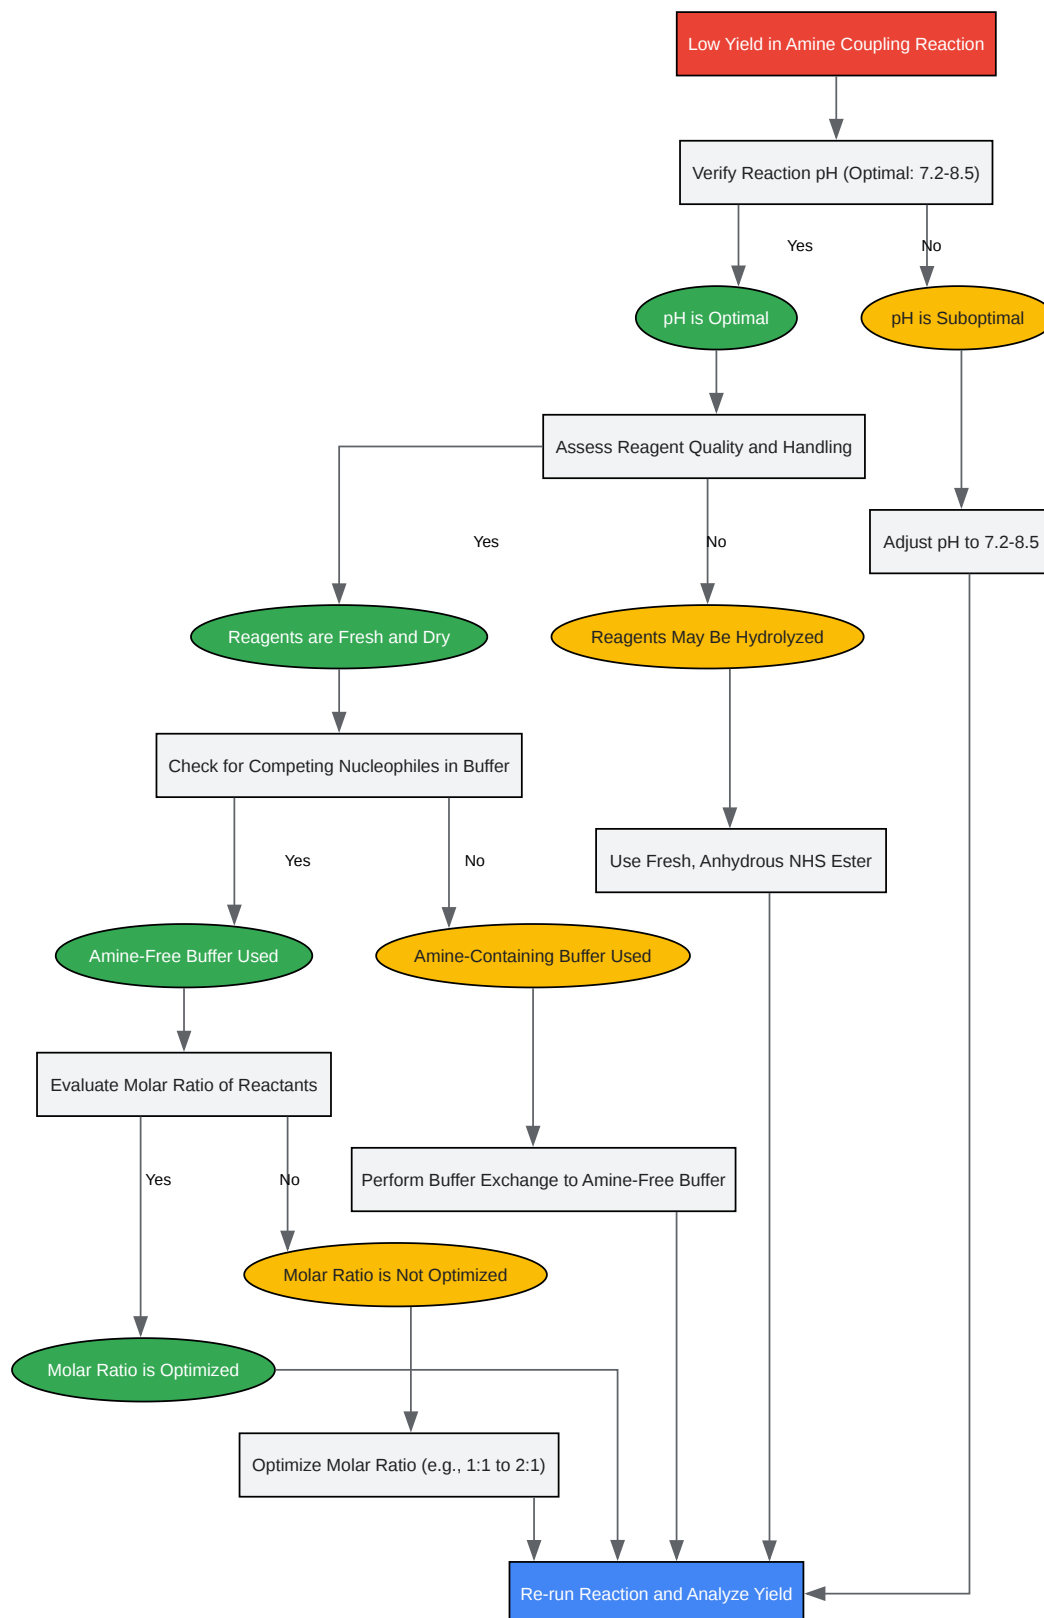 Low Yield in Amine Coupling Reaction
Verify Reaction pH (Optimal: 7.2-8.5)
Yes
No
pH is Optimal
pH is Suboptimal
Assess Reagent Quality and Handling
Yes
No
Adjust pH to 7.2-8.5
Reagents are Fresh and Dry
Reagents May Be Hydrolyzed
Check for Competing Nucleophiles in Buffer
Yes
No
Use Fresh, Anhydrous NHS Ester
Amine-Free Buffer Used
Amine-Containing Buffer Used
Evaluate Molar Ratio of Reactants
Yes
No
Perform Buffer Exchange to Amine-Free Buffer
Molar Ratio is Not Optimized
Molar Ratio is Optimized
Optimize Molar Ratio (e.g., 1:1 to 2:1)
Re-run Reaction and Analyze Yield